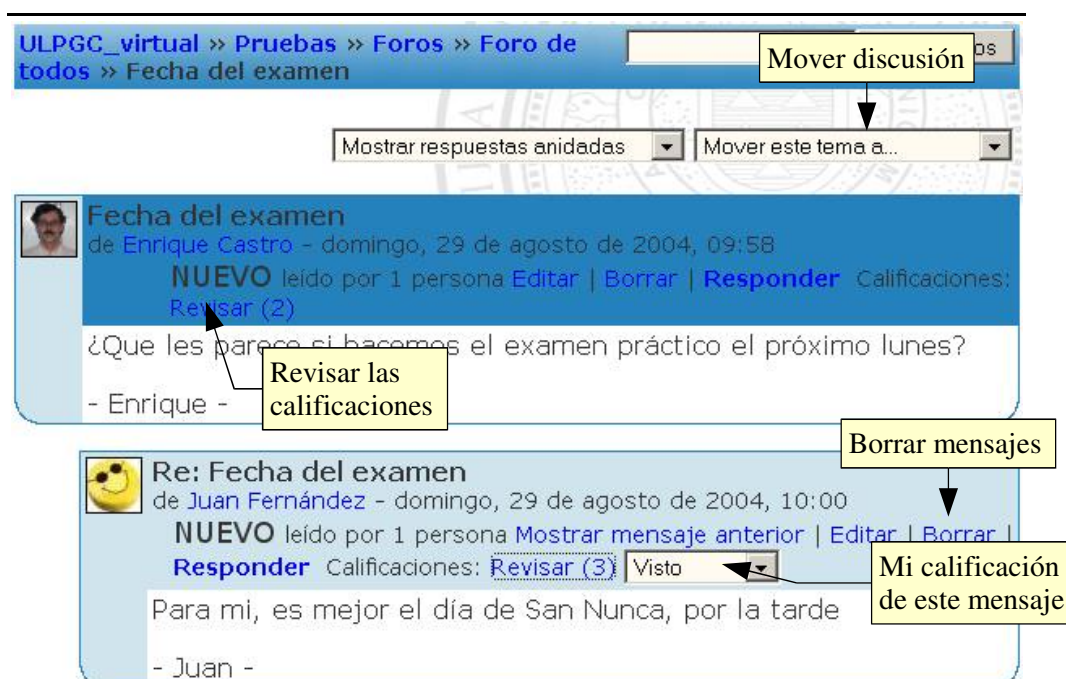 ULPGC_virtual » Pruebas » Foros » Foro de
todos » Fecha del examen
Mover discusión
Mostrar respuestas anidadas
Mover este tema a...
Fecha del examen
de Enrique Castro - domingo, 29 de agosto de 2004, 09:58
NUEVO leído por 1 persona Editar | Borrar | Responder Calificaciones:
Revisar (2)
¿Que les parece si hacemos el examen práctico el próximo lunes?
Revisar las
calificaciones
- Enrique -
Borrar mensajes
Re: Fecha del examen
de Juan Fernández - domingo, 29 de agosto de 2004, 10:00
NUEVO leído por 1 persona Mostrar mensaje anterior | Editar | Borrar |
Responder Calificaciones: Revisar (3) Visto
Mi calificación
de este mensaje
Para mi, es mejor el día de San Nunca, por la tarde
- Juan -